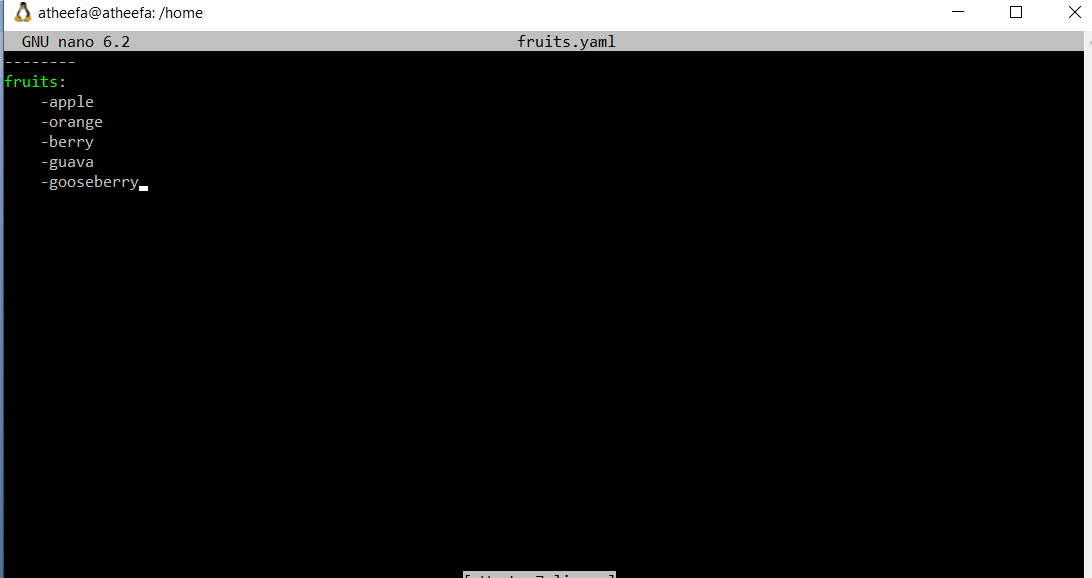 atheefa@atheefa: /home
GNU nano 6.2 fruits.yaml
--------
fruits:
    -apple
    -orange
    -berry
    -guava
    -gooseberry